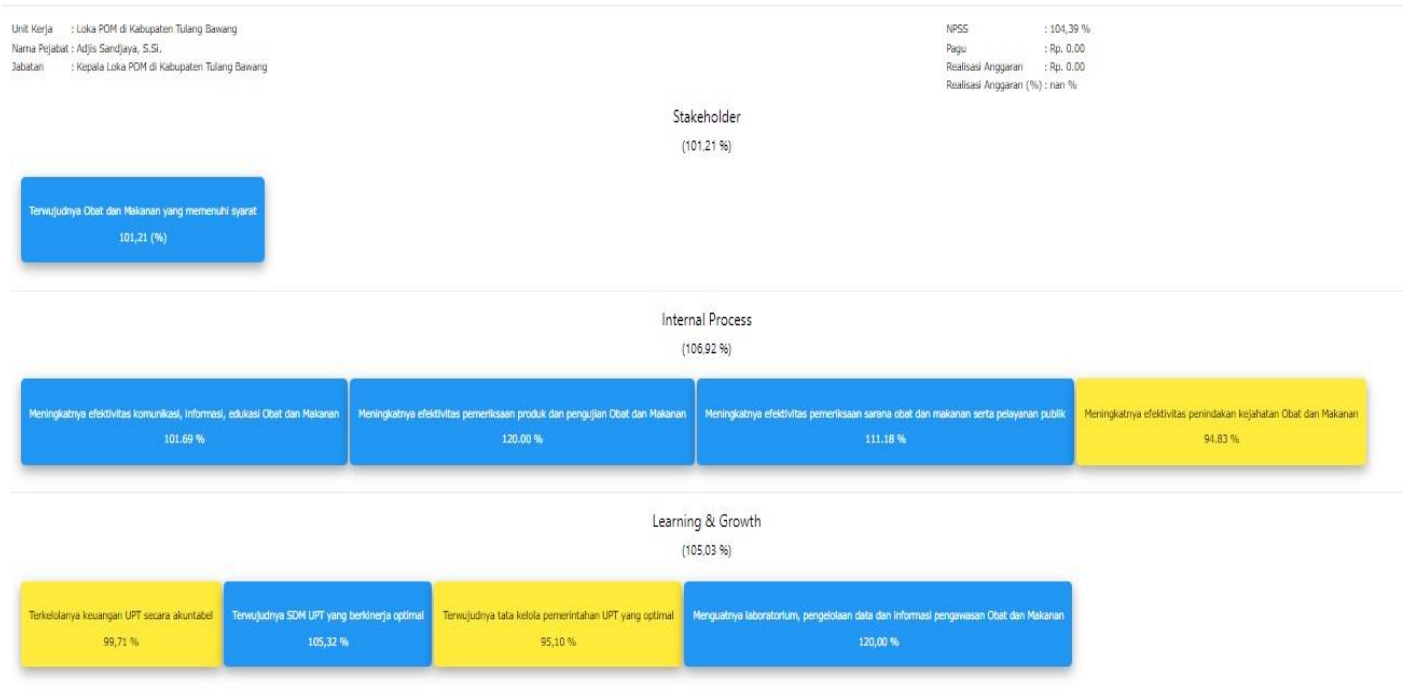 Unit Kerja : Loka POM di Kabupaten Tulang Bawang
Nama Pejabat : Adjis Sandjaya, S.Si.
Jabatan : Kepala Loka POM di Kabupaten Tulang Bawang
NPSS : 104,39 %
Pagu : Rp. 0.00
Realisasi Anggaran : Rp. 0.00
Realisasi Anggaran (%) : nan %
Stakeholder
(101,21 %)
Terwujudnya Obat dan Makanan yang memenuhi syarat
101,21 (%)
Internal Process
(106,92 %)
Meningkatnya efektivitas komunikasi, informasi, edukasi Obat dan Makanan
101.69 %
Meningkatnya efektivitas pemeriksaan produk dan pengujian Obat dan Makanan
120.00 %
Meningkatnya efektivitas pemeriksaan sarana obat dan makanan serta pelayanan publik
111.18 %
Meningkatnya efektivitas penindakan kejahatan Obat dan Makanan
94.83 %
Learning & Growth
(105,03 %)
Terkelolanya keuangan UPT secara akuntabel
99,71 %
Terwujudnya SDM UPT yang berkinerja optimal
105,32 %
Terwujudnya tata kelola pemerintahan UPT yang optimal
95,10 %
Menguatnya laboratorium, pengelolaan data dan informasi pengawasan Obat dan Makanan
120,00 %